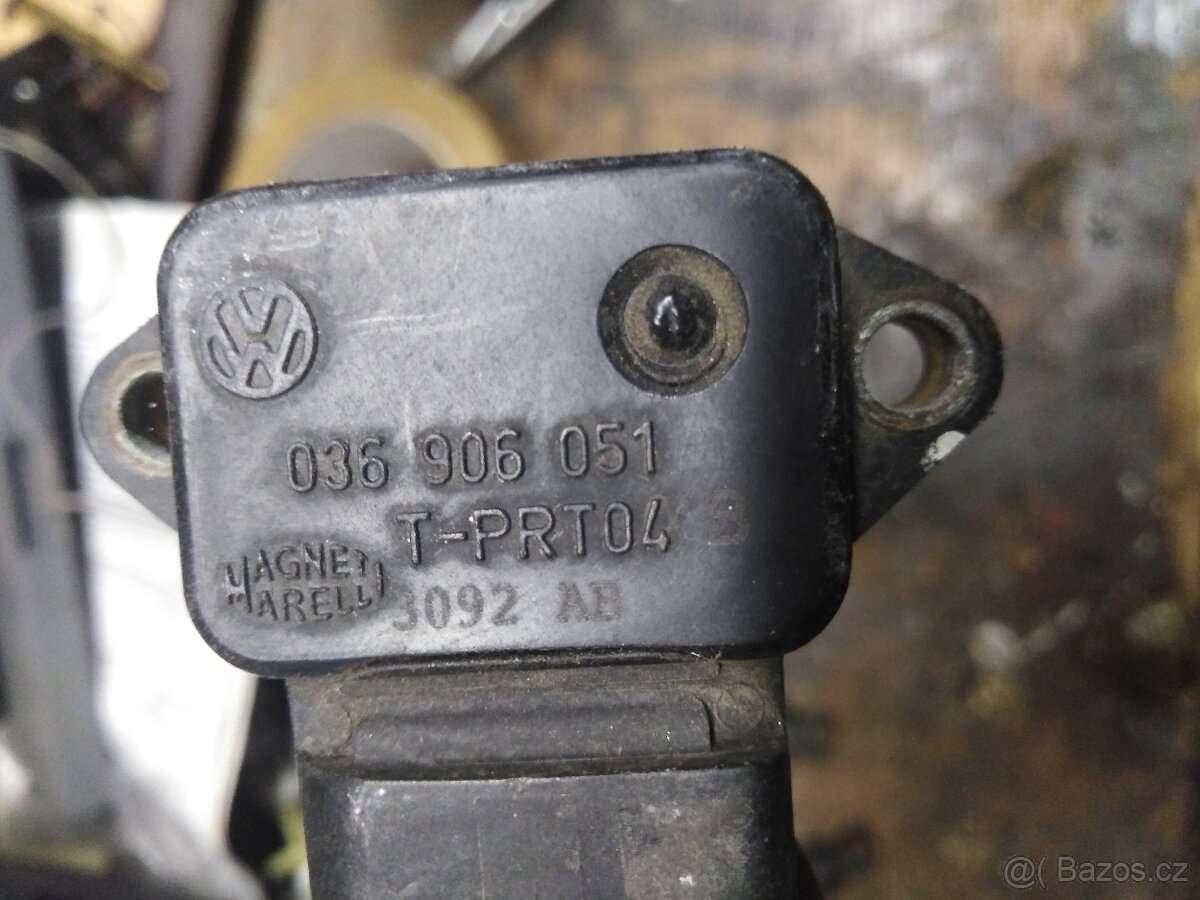 036 906 051
T-PRT04 B
MAGNETI
MARELLI
3092 AB
@( Bazos.cz